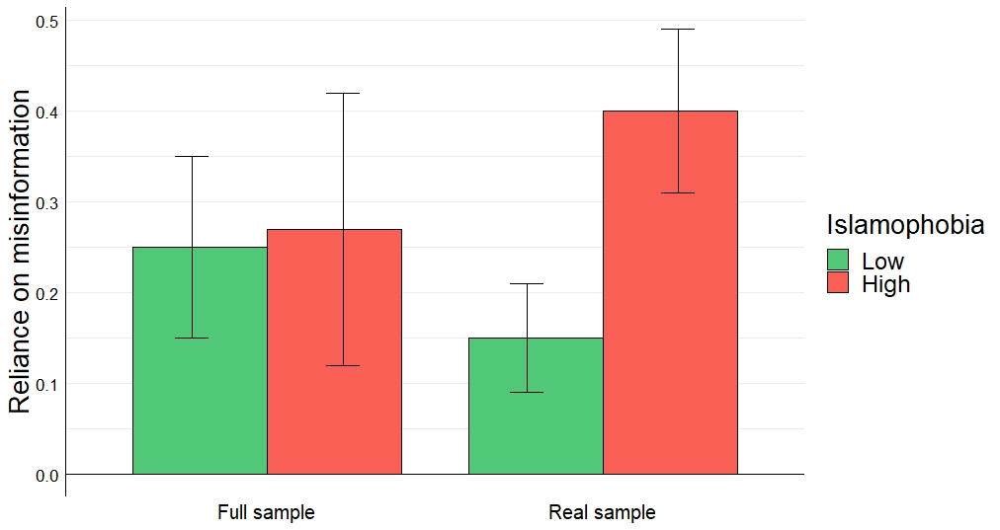 Reliance on misinformation
0.5
0.4
0.3
0.2
0.1
0.0
Full sample
Real sample
Islamophobia
Low
High